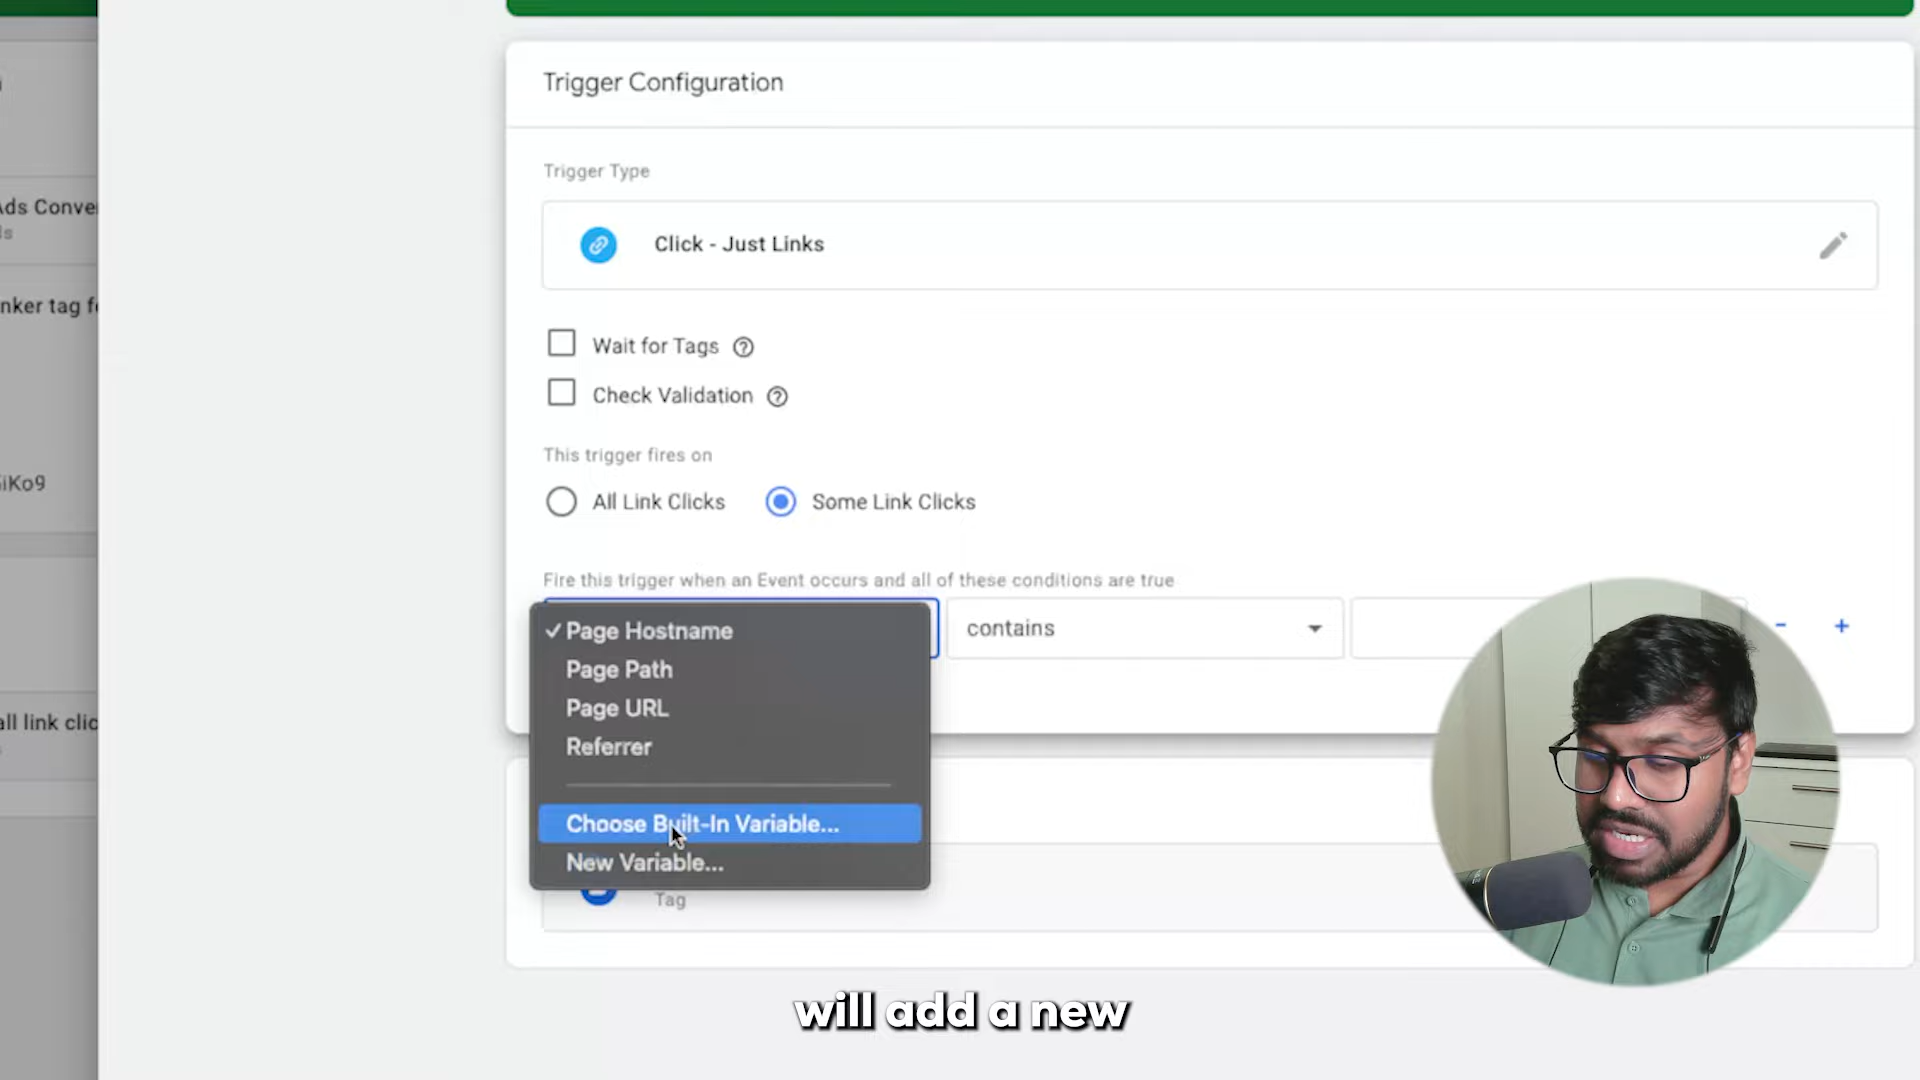 Trigger Configuration
Trigger Type
Click - Just Links
Wait for Tags
Check Validation
This trigger fires on
All Link Clicks
Some Link Clicks
Fire this trigger when an Event occurs and all of these conditions are true
✓ Page Hostname
contains
- +
Page Path
Page URL
Referrer
Choose Built-In Variable...
New Variable...
Tag
Ads Conver
nker tag f
iKo9
all link clic
will add a new